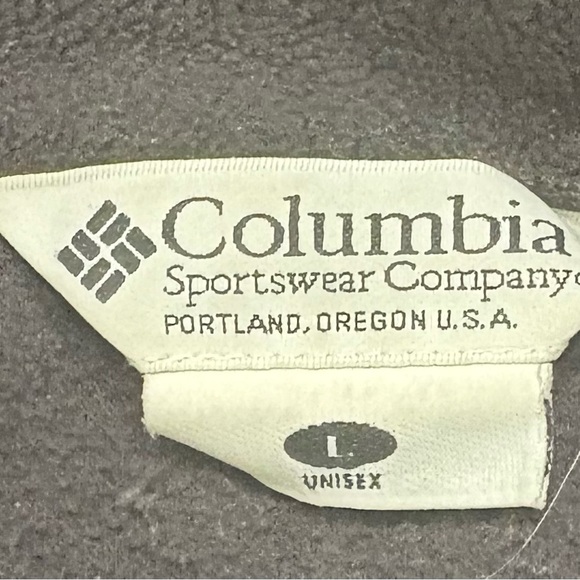 Columbia
Sportswear Company
PORTLAND, OREGON U.S.A.
L
UNISEX